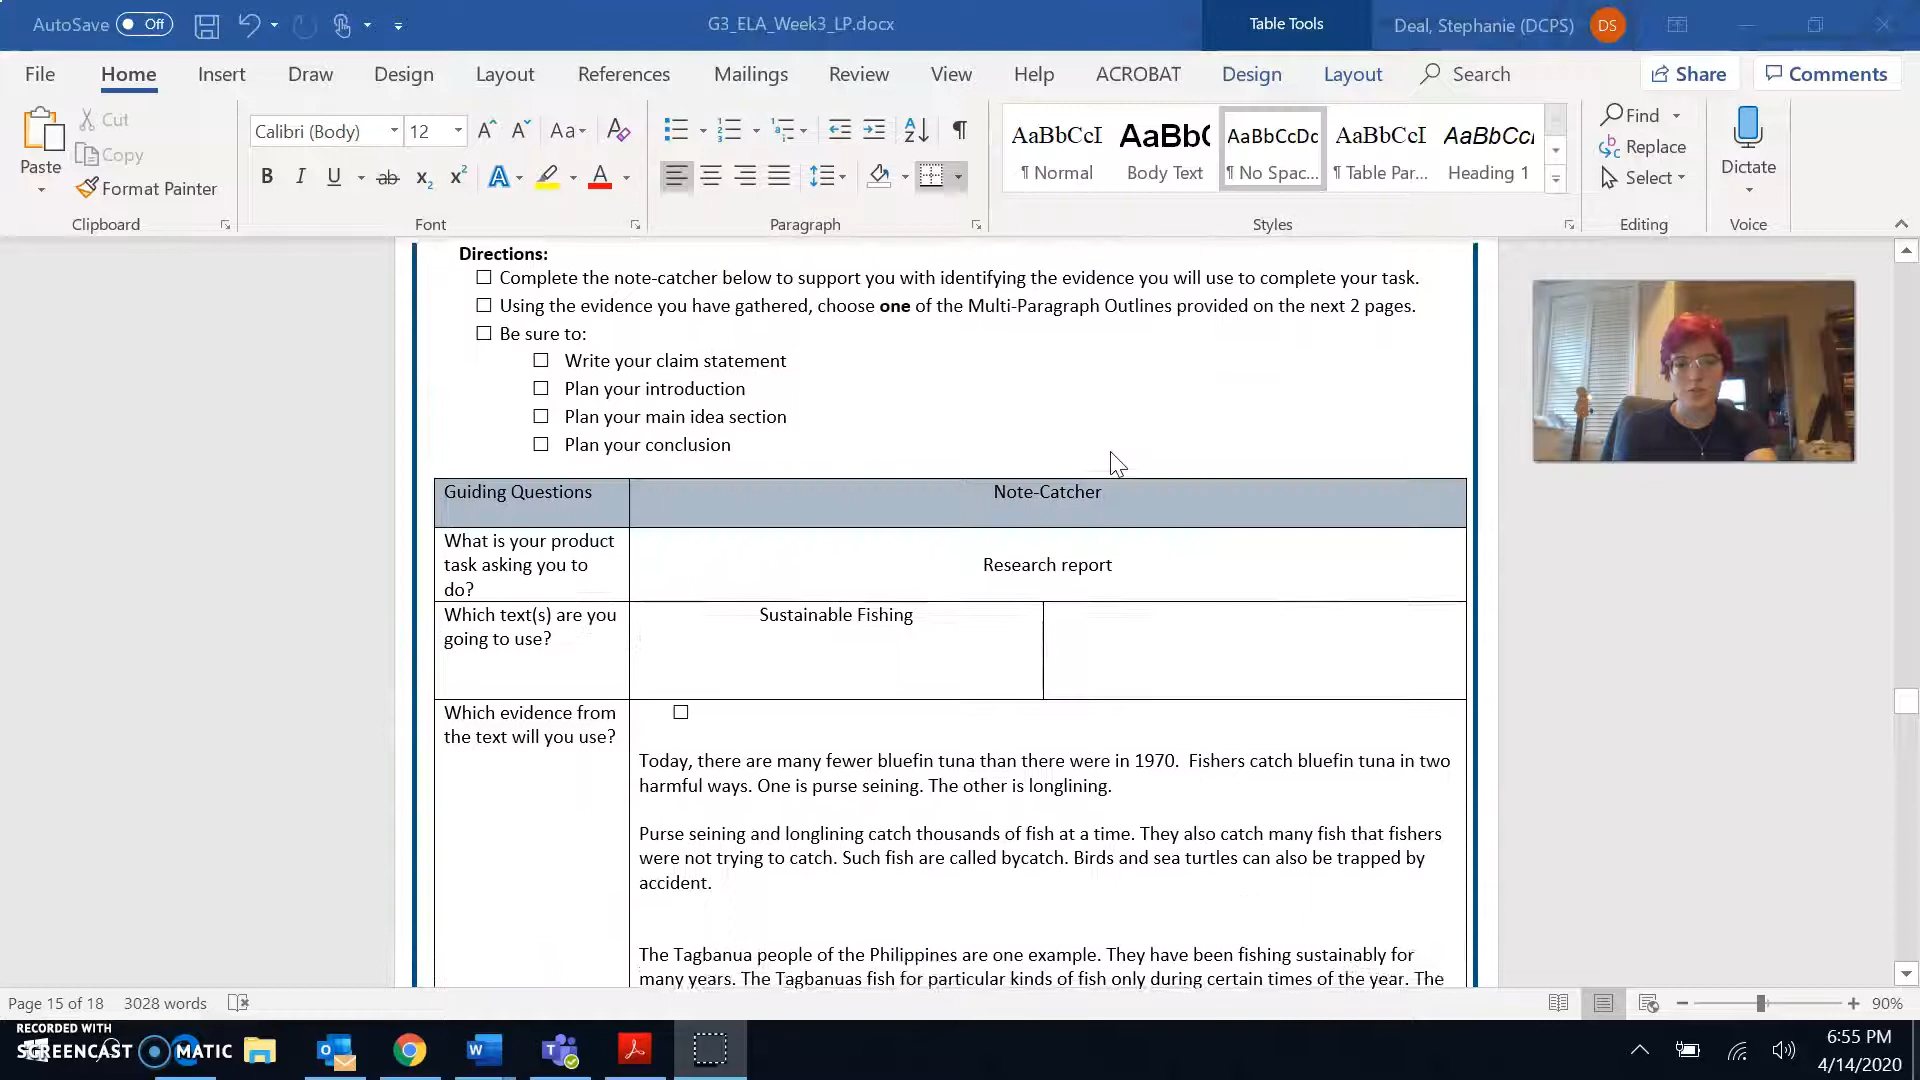 AutoSave Off G3_ELA_Week3_LP.docx Table Tools Deal, Stephanie (DCPS) DS
File Home Insert Draw Design Layout References Mailings Review View Help ACROBAT Design Layout Search Share Comments
Paste Cut Copy Format Painter
Clipboard
Calibri (Body) 12
Font
Paragraph
AaBbCcI AaBb( AaBbCcDc AaBbCcI AaBbCcI
¶ Normal Body Text ¶ No Spac... ¶ Table Par... Heading 1
Styles
Find
Replace
Select
Editing
Dictate
Voice
Directions:
☐ Complete the note-catcher below to support you with identifying the evidence you will use to complete your task.
☐ Using the evidence you have gathered, choose one of the Multi-Paragraph Outlines provided on the next 2 pages.
☐ Be sure to:
☐ Write your claim statement
☐ Plan your introduction
☐ Plan your main idea section
☐ Plan your conclusion
Guiding Questions Note-Catcher
What is your product
task asking you to
do?
Research report
Which text(s) are you
going to use?
Sustainable Fishing
Which evidence from
the text will you use?
☐
Today, there are many fewer bluefin tuna than there were in 1970. Fishers catch bluefin tuna in two
harmful ways. One is purse seining. The other is longlining.
Purse seining and longlining catch thousands of fish at a time. They also catch many fish that fishers
were not trying to catch. Such fish are called bycatch. Birds and sea turtles can also be trapped by
accident.
The Tagbanua people of the Philippines are one example. They have been fishing sustainably for
many years. The Tagbanuas fish for particular kinds of fish only during certain times of the year. The
Page 15 of 18 3028 words 90%
RECORDED WITH
SCREENCAST MATIC
6:55 PM
4/14/2020